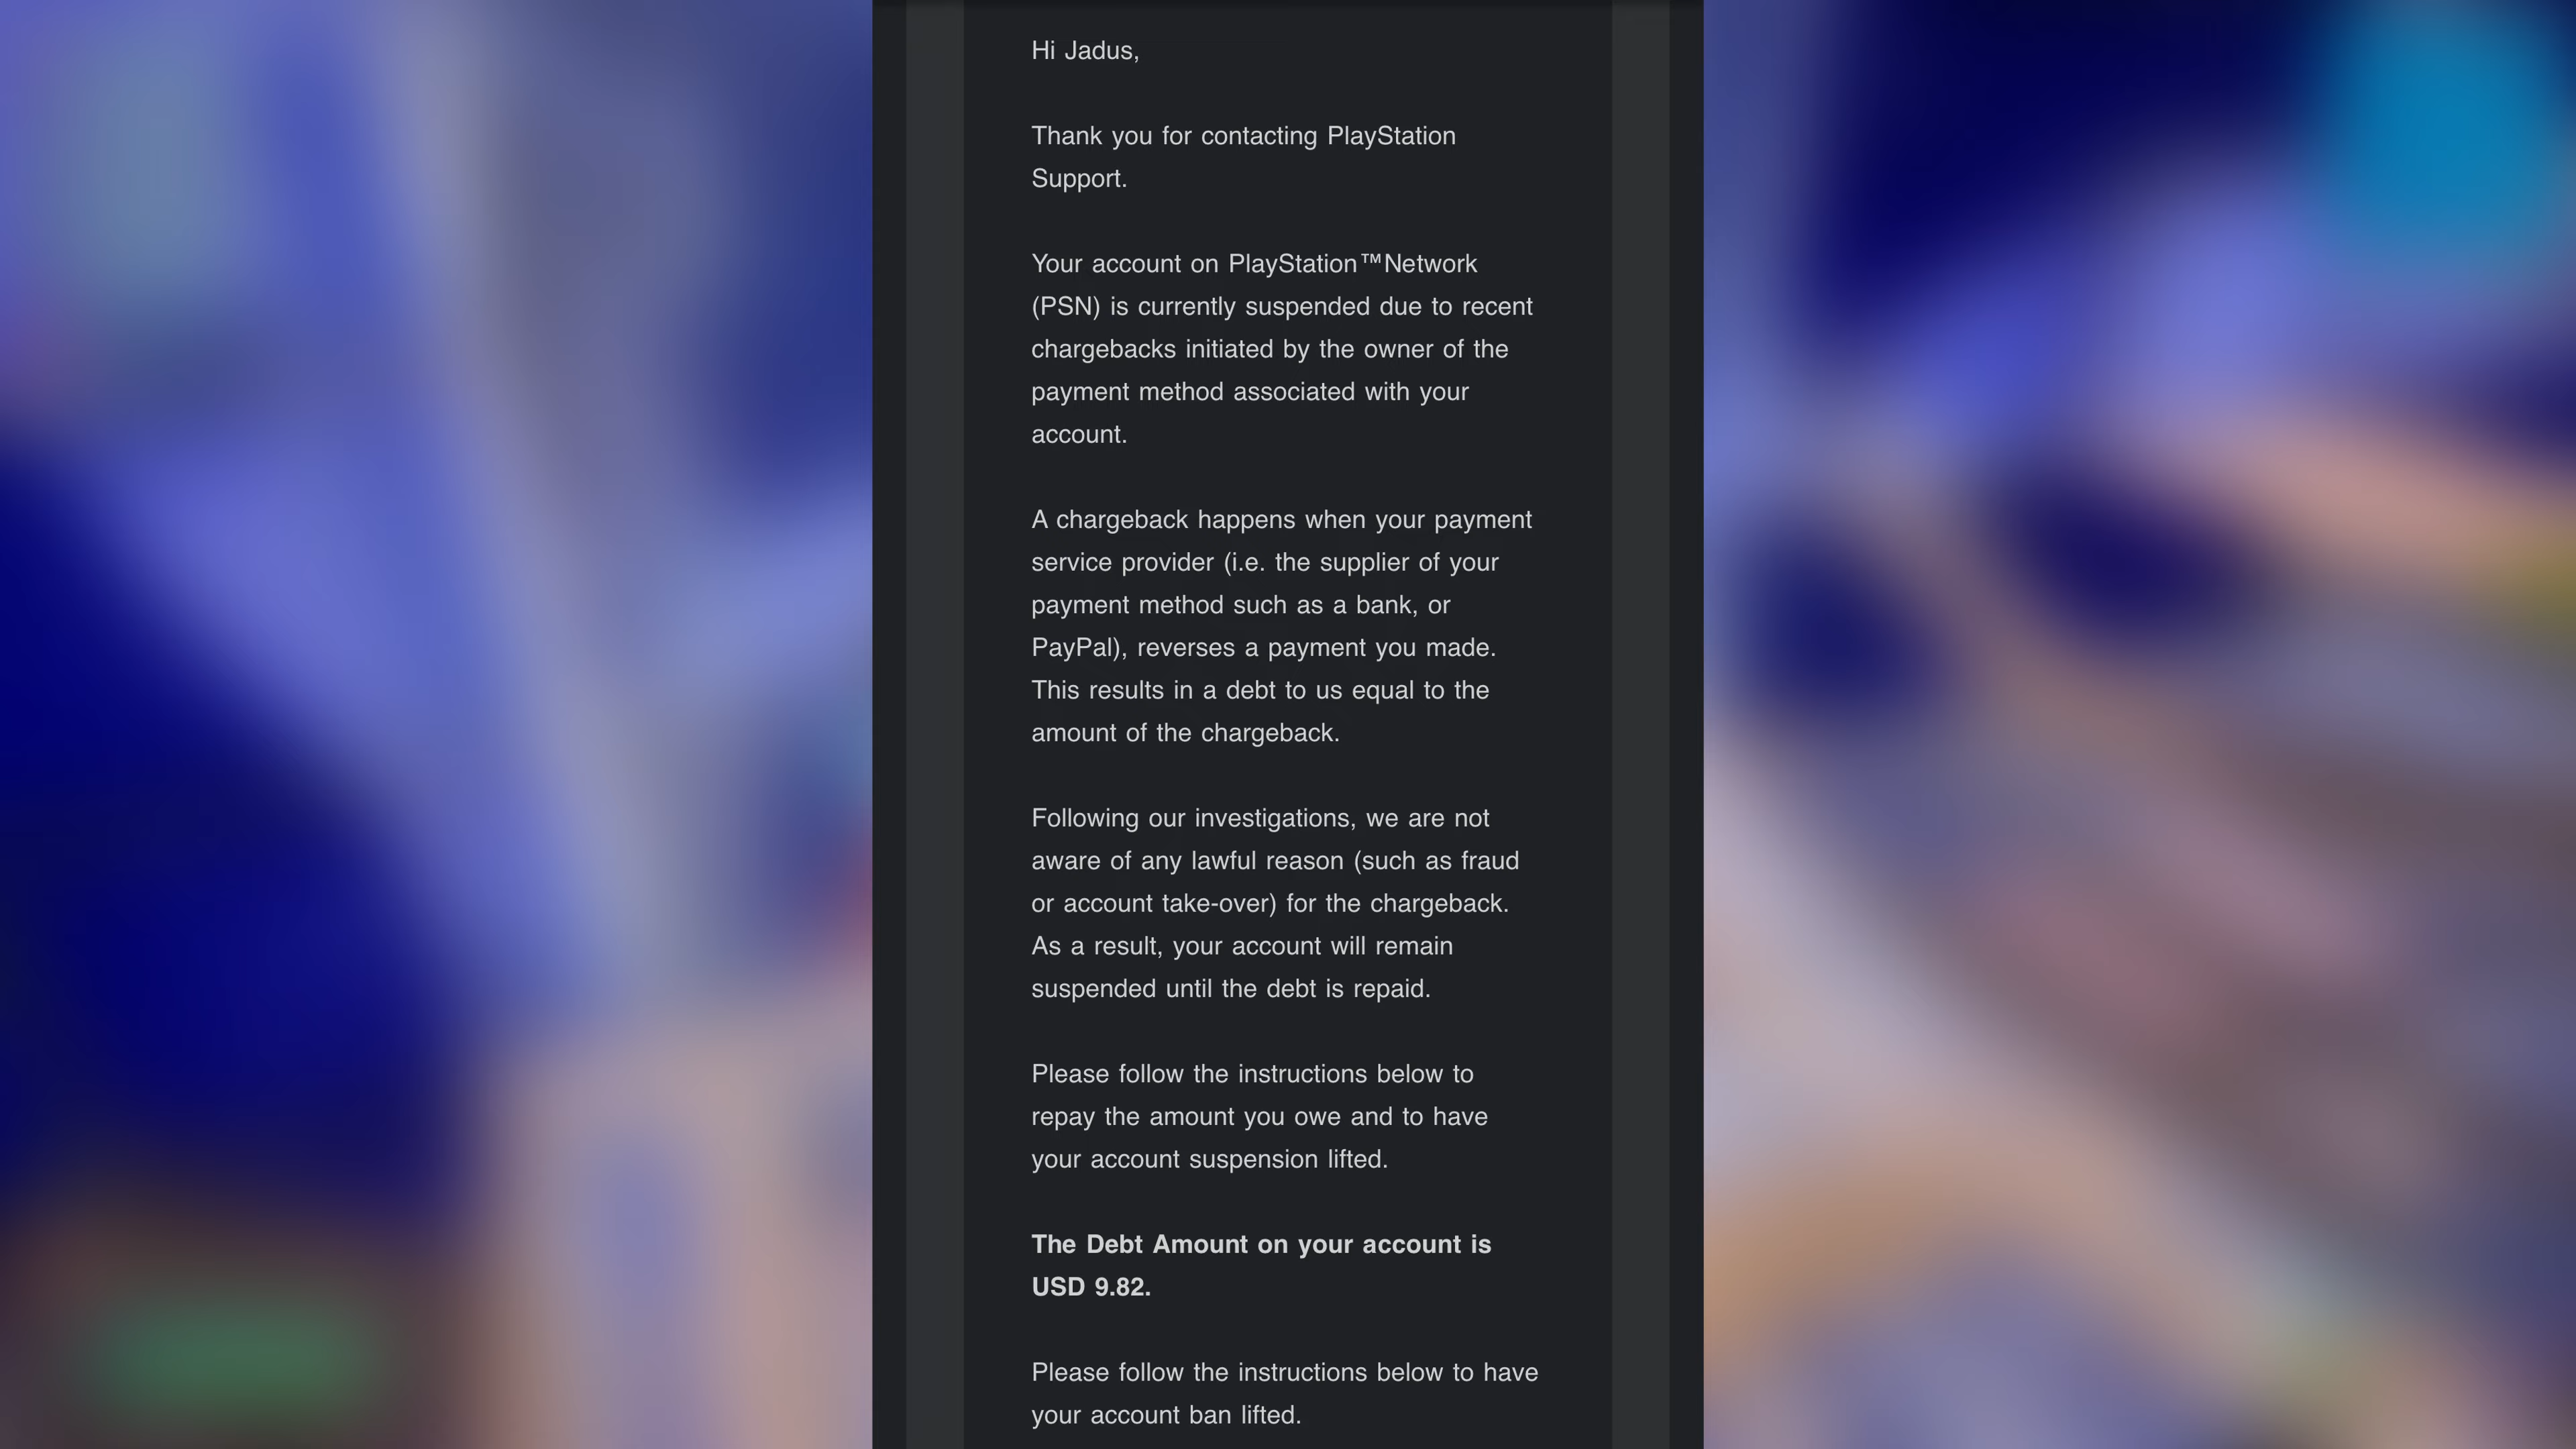 Hi Jadus,
Thank you for contacting PlayStation
Support.
Your account on PlayStation™Network
(PSN) is currently suspended due to recent
chargebacks initiated by the owner of the
payment method associated with your
account.
A chargeback happens when your payment
service provider (i.e. the supplier of your
payment method such as a bank, or
PayPal), reverses a payment you made.
This results in a debt to us equal to the
amount of the chargeback.
Following our investigations, we are not
aware of any lawful reason (such as fraud
or account take-over) for the chargeback.
As a result, your account will remain
suspended until the debt is repaid.
Please follow the instructions below to
repay the amount you owe and to have
your account suspension lifted.
The Debt Amount on your account is
USD 9.82.
Please follow the instructions below to have
your account ban lifted.